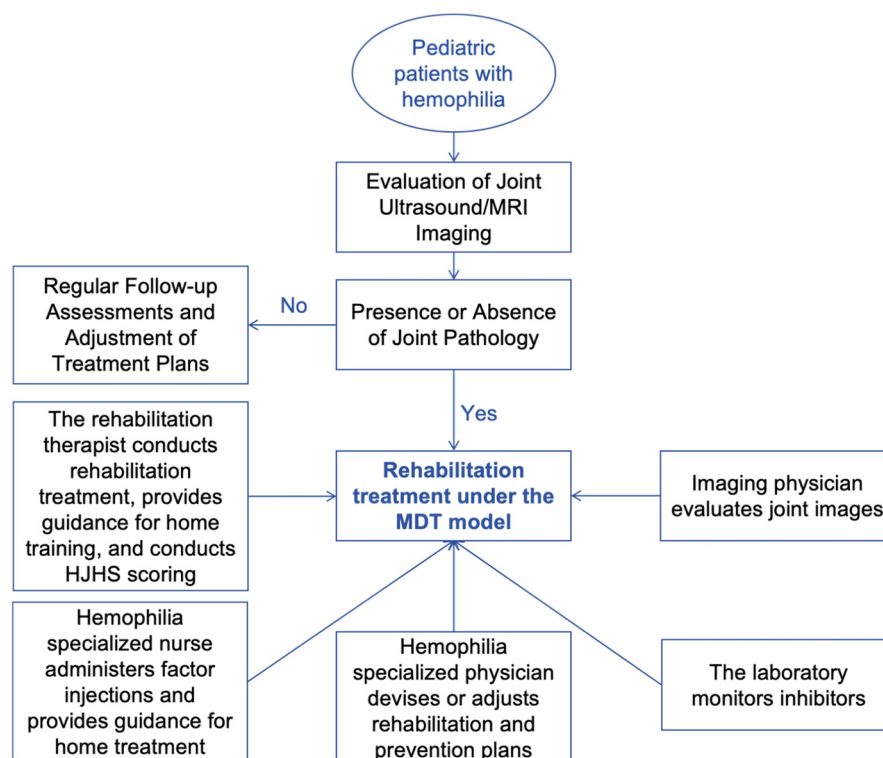 Pediatric
patients with
hemophilia
Evaluation of Joint
Ultrasound/MRI
Imaging
Presence or Absence
of Joint Pathology
No
Regular Follow-up
Assessments and
Adjustment of
Treatment Plans
Yes
The rehabilitation
therapist conducts
rehabilitation
treatment, provides
guidance for home
training, and conducts
HJHS scoring
Rehabilitation
treatment under the
MDT model
Imaging physician
evaluates joint images
Hemophilia
specialized nurse
administers factor
injections and
provides guidance for
home treatment
Hemophilia
specialized physician
devises or adjusts
rehabilitation and
prevention plans
The laboratory
monitors inhibitors